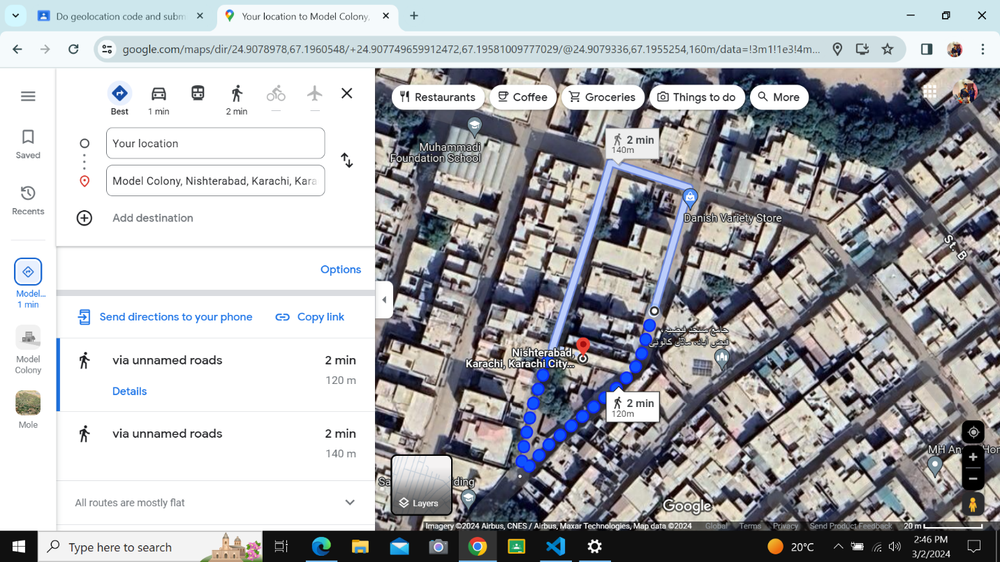 Do geolocation code and subm
Your location to Model Colony,
google.com/maps/dir/24.9078978,67.1960548/+24.907749659912472,67.19581009777029/@24.9079336,67.1955254,160m/data=!3m1!1e3!4m...
Saved
Recents
Model...
1 min
Model
Colony
Mole
Best
1 min
2 min
Your location
Model Colony, Nishterabad, Karachi, Kara
Add destination
Options
Send directions to your phone
Copy link
via unnamed roads
2 min
120 m
Details
via unnamed roads
2 min
140 m
All routes are mostly flat
Restaurants
Coffee
Groceries
Things to do
More
Muhammadi
Foundation School
2 min
140m
Danish Variety Store
St. B
جامع مسجد فيضيه،
فيض آباد، ماڈل كالونى
Nishterabad,
Karachi, Karachi City...
2 min
120m
MH An
Hor
Sa
ding
Layers
Google
Imagery ©2024 Airbus, CNES / Airbus, Maxar Technologies, Map data ©2024
Global
Terms
Privacy
Send Product Feedback
20 m
Type here to search
20°C
2:46 PM
3/2/2024